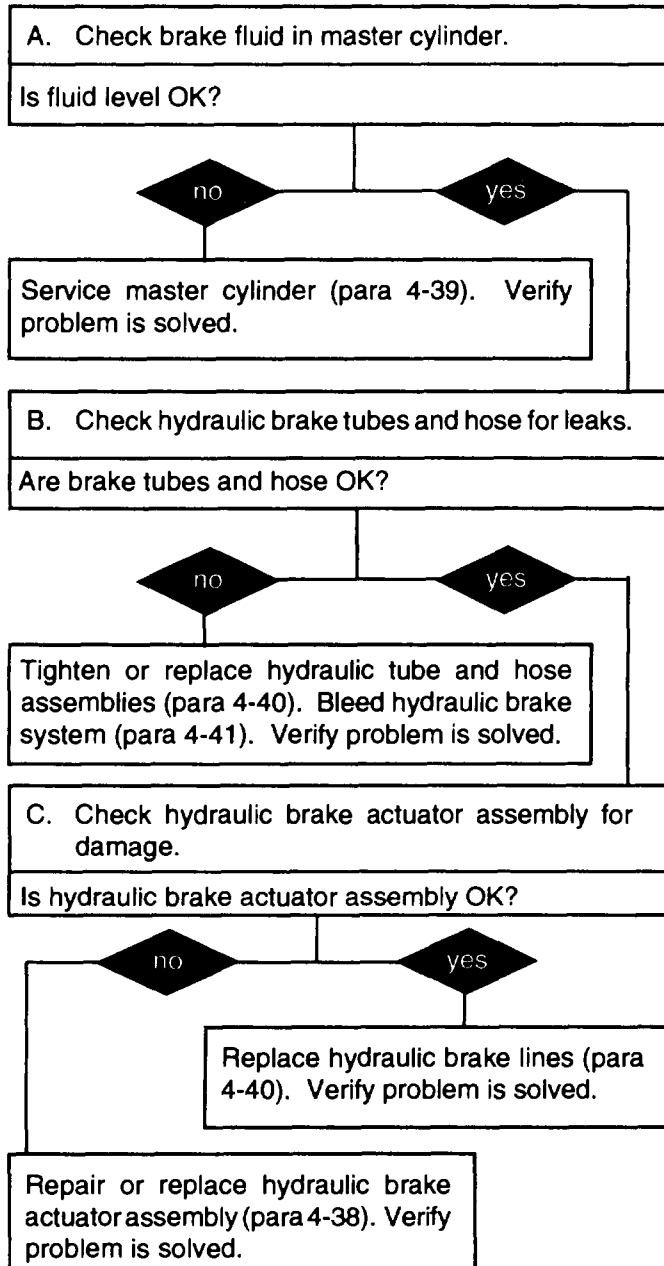 A. Check brake fluid in master cylinder.
Is fluid level OK?
no
yes
Service master cylinder (para 4-39). Verify
problem is solved.
B. Check hydraulic brake tubes and hose for leaks.
Are brake tubes and hose OK?
no
yes
Tighten or replace hydraulic tube and hose
assemblies (para 4-40). Bleed hydraulic brake
system (para 4-41). Verify problem is solved.
C. Check hydraulic brake actuator assembly for
damage.
Is hydraulic brake actuator assembly OK?
no
yes
Replace hydraulic brake lines (para
4-40). Verify problem is solved.
Repair or replace hydraulic brake
actuator assembly (para 4-38). Verify
problem is solved.